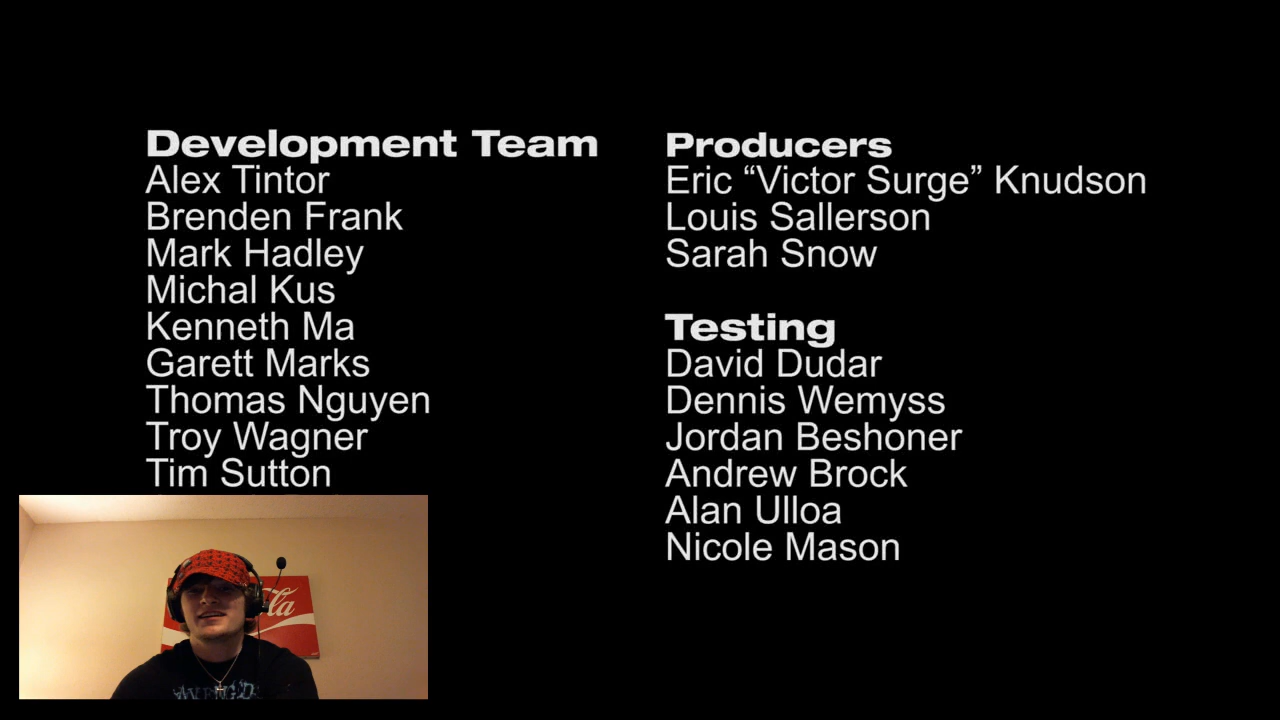 Development Team
Alex Tintor
Brenden Frank
Mark Hadley
Michal Kus
Kenneth Ma
Garett Marks
Thomas Nguyen
Troy Wagner
Tim Sutton
Producers
Eric “Victor Surge” Knudson
Louis Sallerson
Sarah Snow
Testing
David Dudar
Dennis Wemyss
Jordan Beshoner
Andrew Brock
Alan Ulloa
Nicole Mason